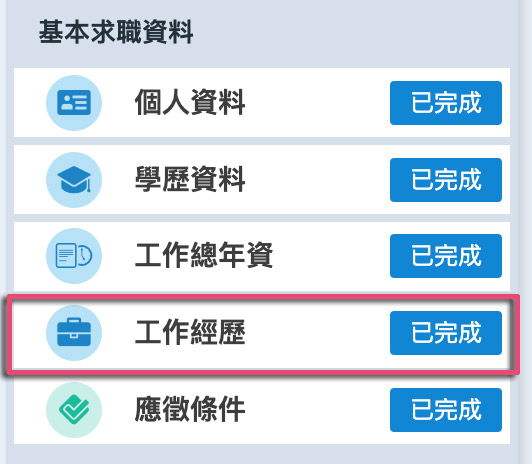 基本求職資料
個人資料 已完成
學歷資料 已完成
工作總年資 已完成
工作經歷 已完成
應徵條件 已完成